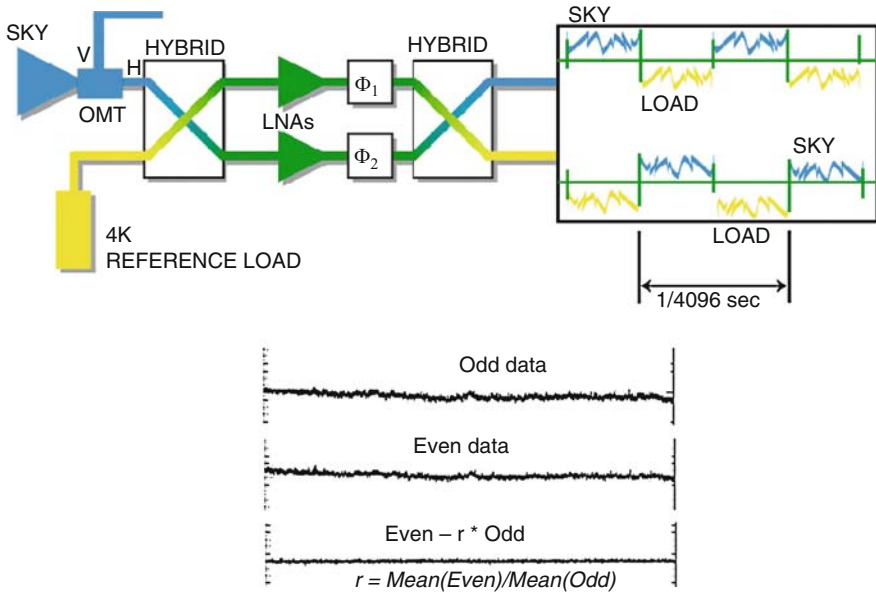 SKY
V
H
OMT
HYBRID
LNAs
Φ1
Φ2
HYBRID
4K
REFERENCE LOAD
SKY
LOAD
SKY
LOAD
1/4096 sec
Odd data
Even data
Even – r * Odd
r = Mean(Even)/Mean(Odd)